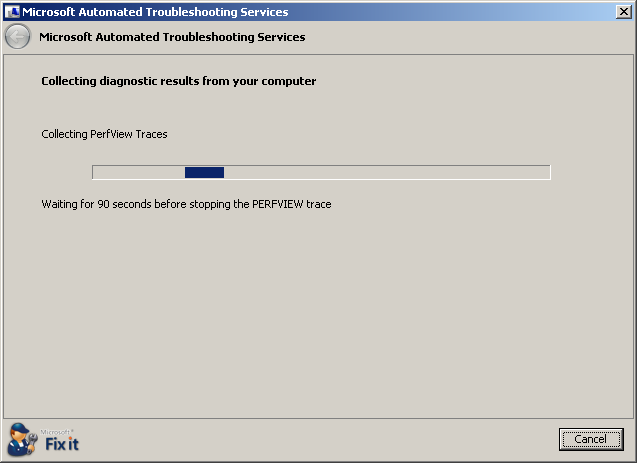 Microsoft Automated Troubleshooting Services
Microsoft Automated Troubleshooting Services
Collecting diagnostic results from your computer
Collecting PerfView Traces
Waiting for 90 seconds before stopping the PERFVIEW trace
Microsoft®
Fix it
Cancel